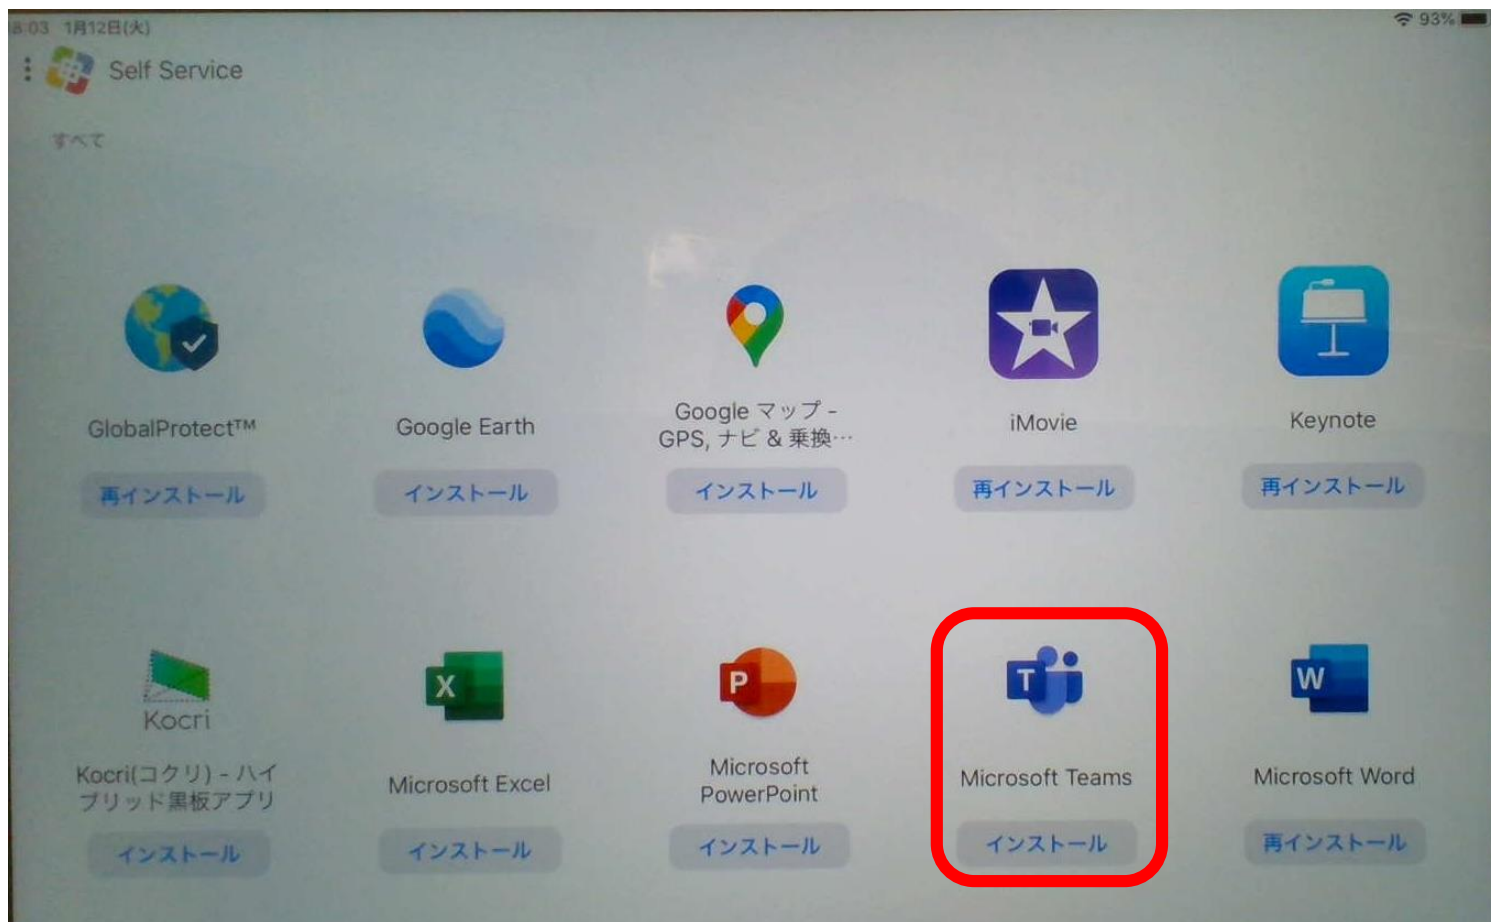 8:03 1月12日(火)
93%
Self Service
すべて
GlobalProtect™
Google Earth
Google マップ -
GPS, ナビ & 乗換…
iMovie
Keynote
再インストール
インストール
インストール
再インストール
再インストール
Kocri
Kocri(コクリ) - ハイ
ブリッド黒板アプリ
X
Microsoft Excel
P
Microsoft
PowerPoint
T
Microsoft Teams
W
Microsoft Word
インストール
インストール
インストール
インストール
再インストール